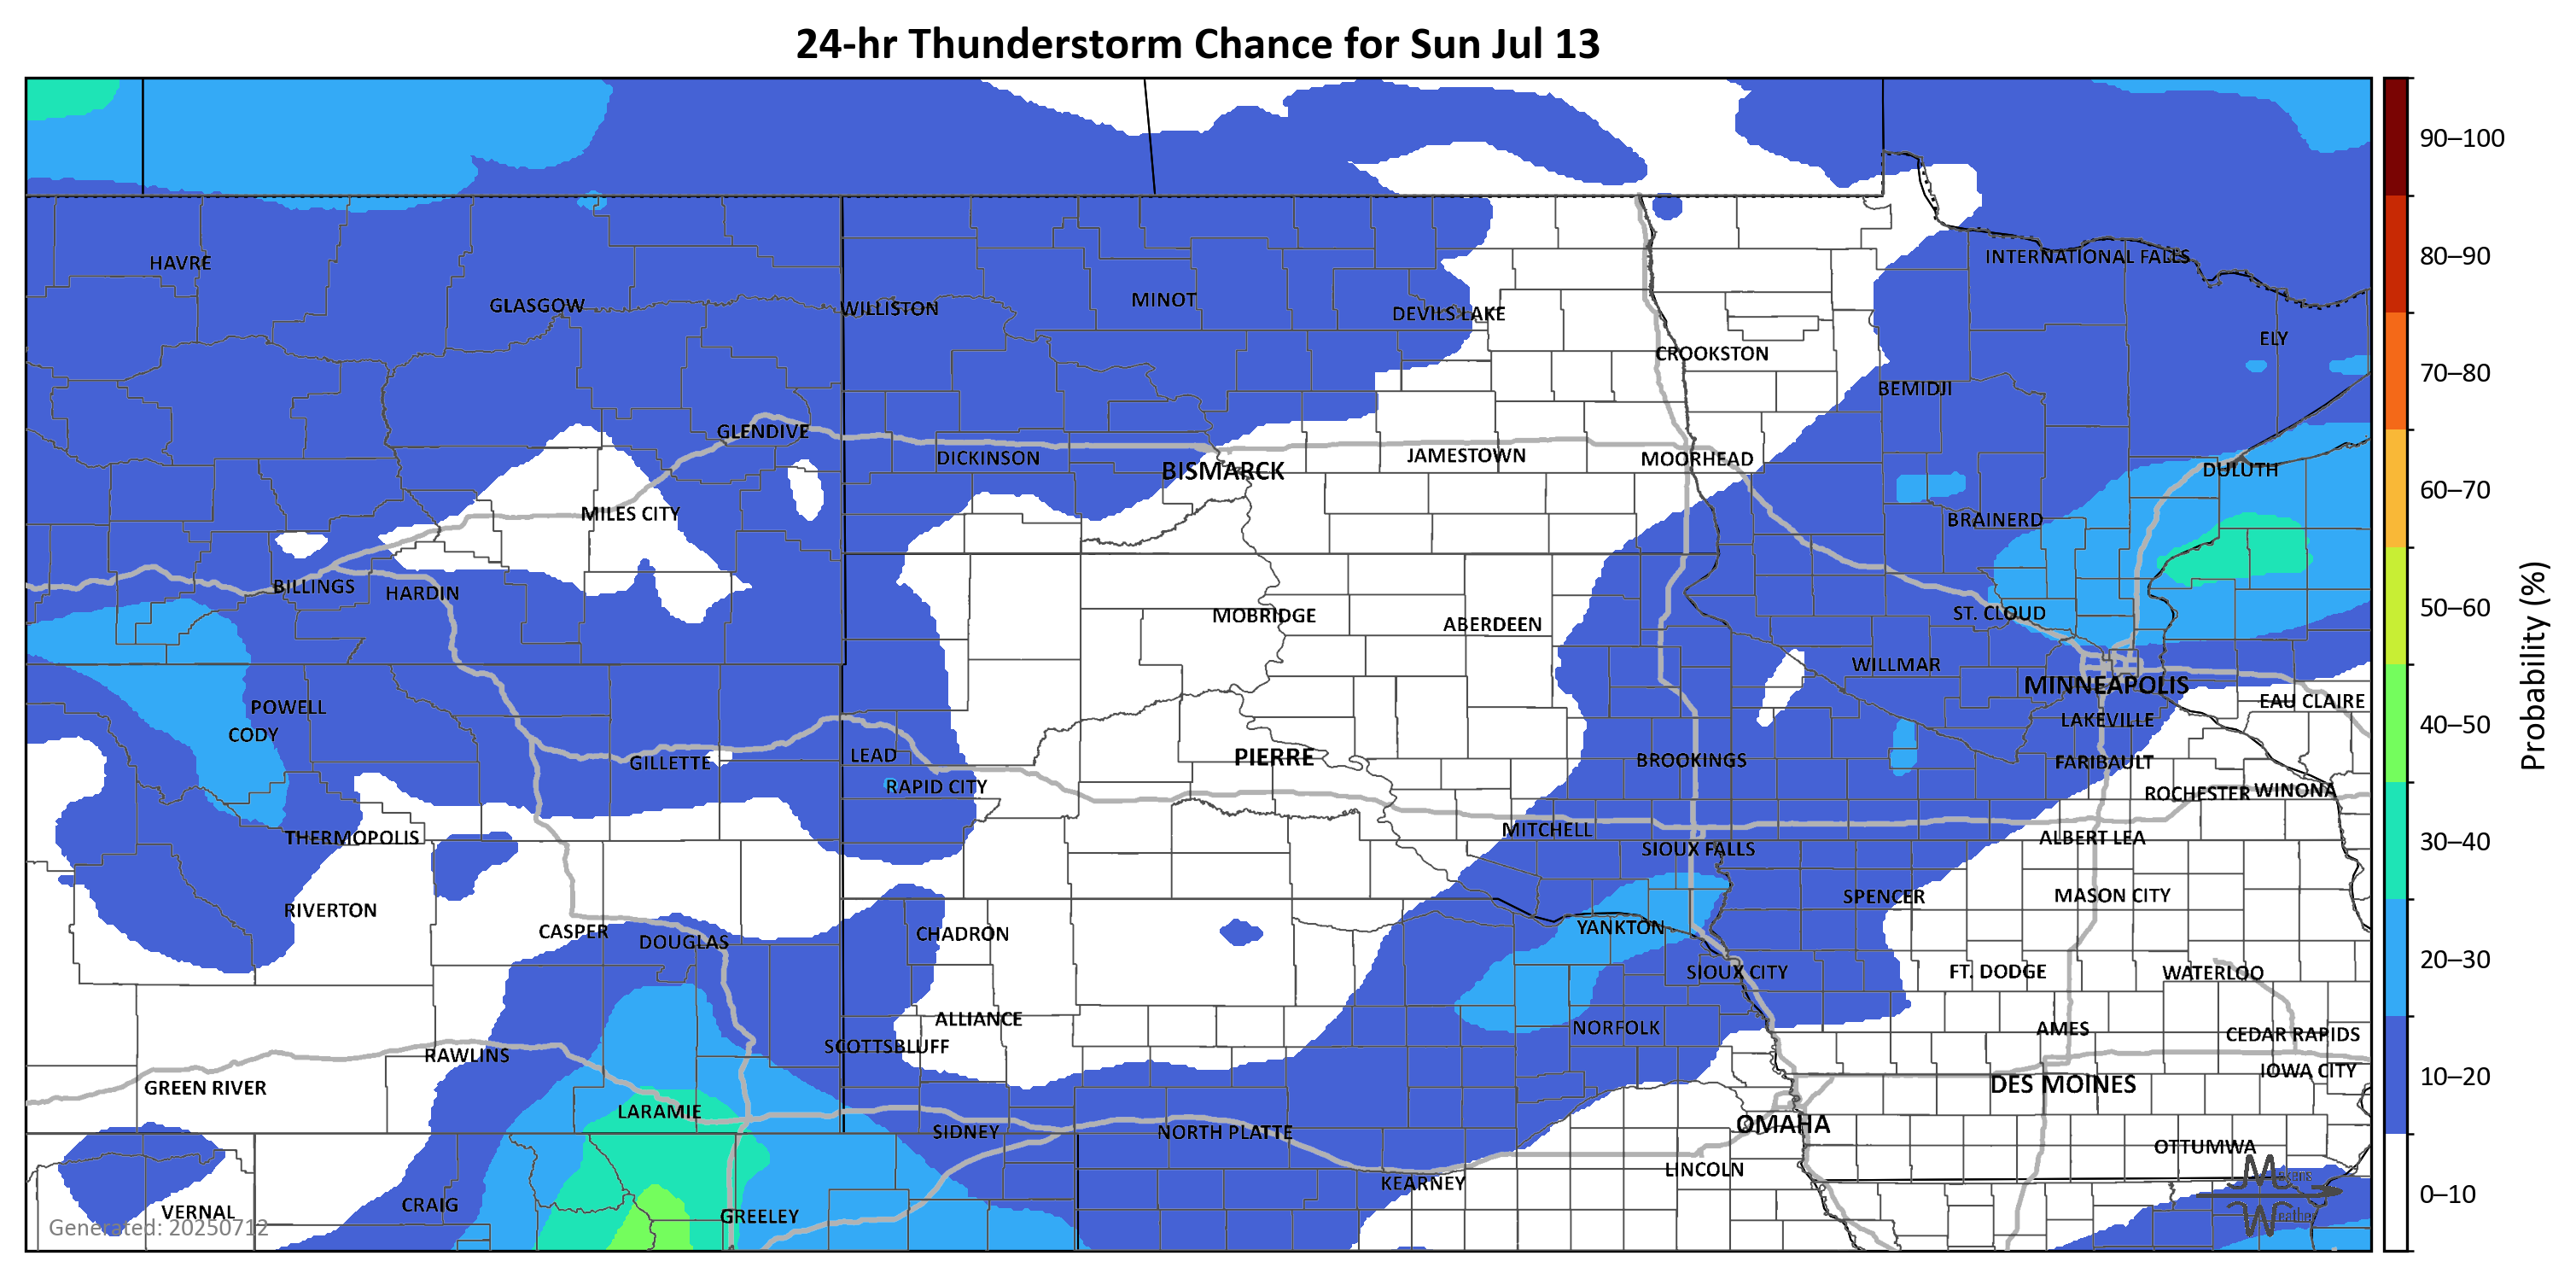 24-hr Thunderstorm Chance for Sun Jul 13
90–100
80–90
70–80
60–70
50–60
40–50
30–40
20–30
10–20
0–10
Probability (%)
INTERNATIONAL FALLS
HAVRE
GLASGOW
WILLISTON
MINOT
DEVILS LAKE
ELY
CROOKSTON
BEMIDJI
GLENDIVE
DICKINSON
BISMARCK
JAMESTOWN
MOORHEAD
DULUTH
MILES CITY
BRAINERD
BILLINGS
HARDIN
MOBRIDGE
ABERDEEN
ST. CLOUD
WILLMAR
MINNEAPOLIS
EAU CLAIRE
POWELL
CODY
LAKEVILLE
GILLETTE
LEAD
PIERRE
BROOKINGS
FARIBAULT
RAPID CITY
ROCHESTER
WINONA
THERMOPOLIS
MITCHELL
ALBERT LEA
SIOUX FALLS
SPENCER
MASON CITY
RIVERTON
CASPER
DOUGLAS
CHADRON
YANKTON
SIOUX CITY
FT. DODGE
WATERLOO
ALLIANCE
NORFOLK
AMES
CEDAR RAPIDS
RAWLINS
SCOTTSBLUFF
GREEN RIVER
IOWA CITY
DES MOINES
LARAMIE
SIDNEY
NORTH PLATTE
OMAHA
OTTUMWA
LINCOLN
KEARNEY
VERNAL
CRAIG
GREELEY
Generated: 20250712
Makens
Weather